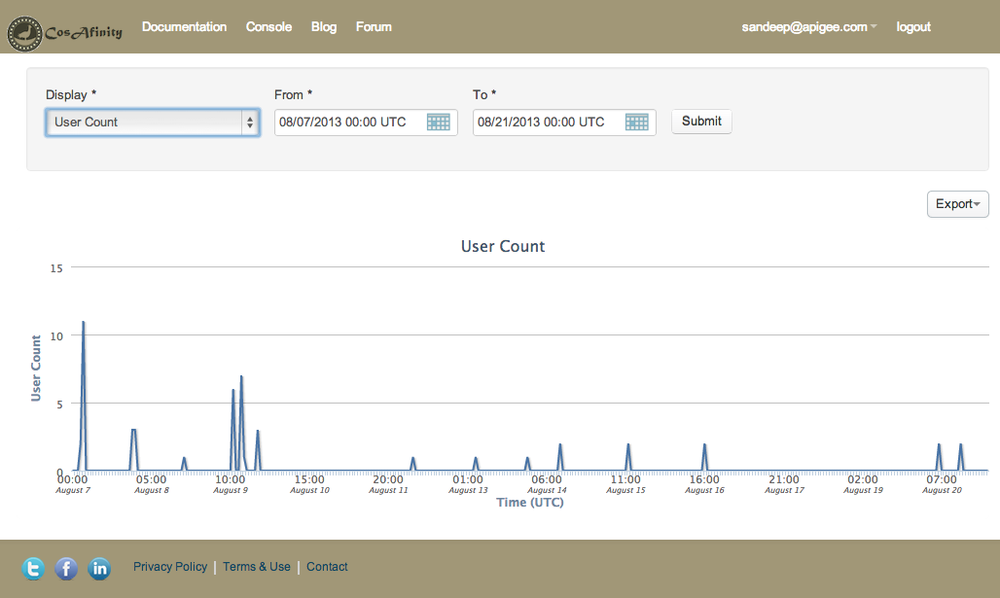 CosAfinity Documentation Console Blog Forum sandeep@apigee.com logout
Display * From * To *
User Count 08/07/2013 00:00 UTC 08/21/2013 00:00 UTC Submit
Export
User Count
15
10
5
0
User Count
00:00 05:00 10:00 15:00 20:00 01:00 06:00 11:00 16:00 21:00 02:00 07:00
August 7 August 8 August 9 August 10 August 11 August 13 August 14 August 15 August 16 August 17 August 19 August 20
Time (UTC)
t f in Privacy Policy | Terms & Use | Contact